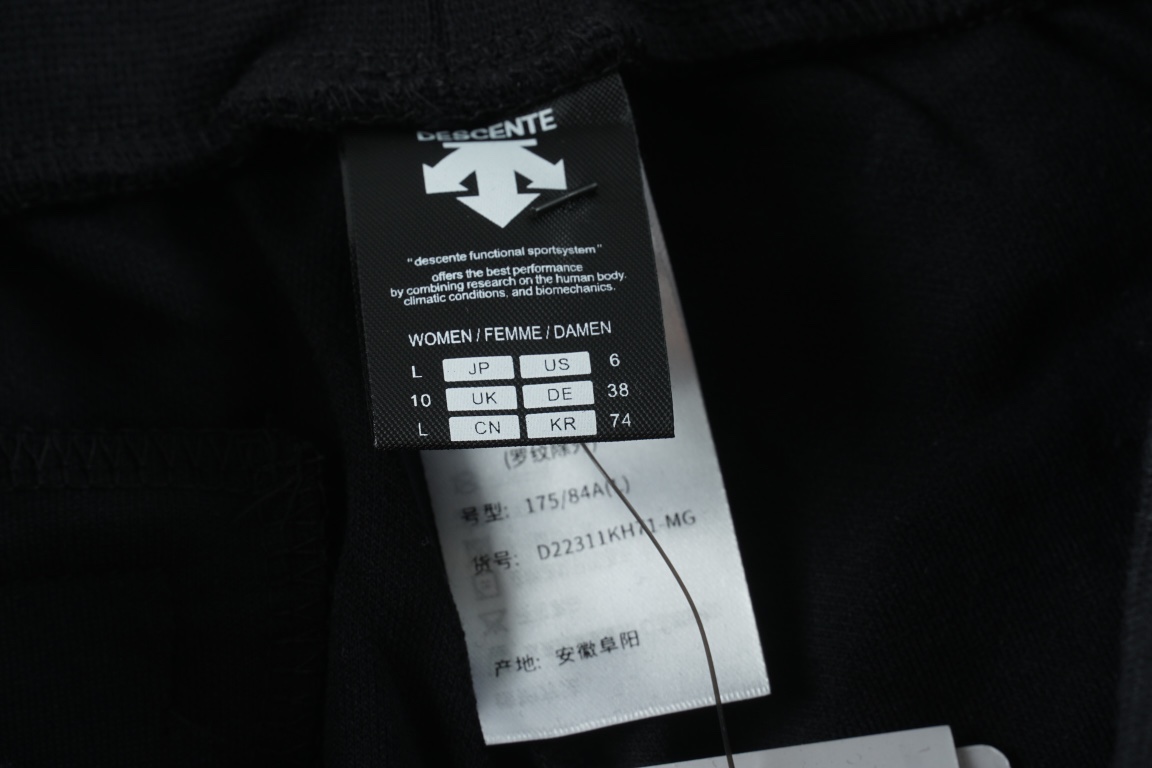 DESCENTE
"descente functional sportsystem"
offers the best performance
by combining research on the human body,
climatic conditions, and biomechanics.
WOMEN / FEMME / DAMEN
L JP US 6
10 UK DE 38
L CN KR 74
(罗纹除外)
号型: 175/84A(L)
货号: D22311KH71-MG
产地: 安徽阜阳